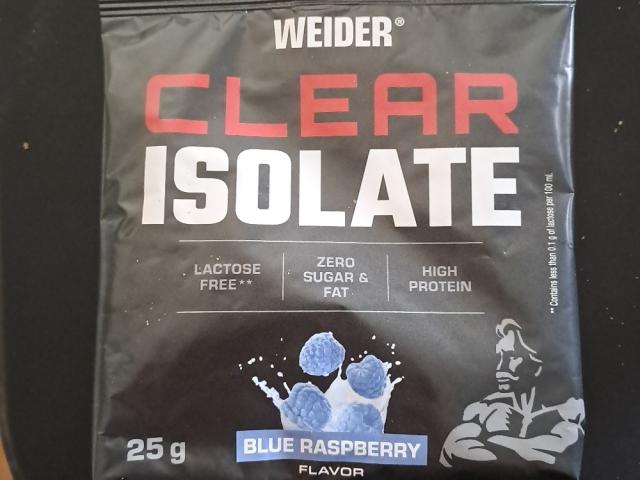 WEIDER®
CLEAR
ISOLATE
LACTOSE
FREE**
ZERO
SUGAR &
FAT
HIGH
PROTEIN
** Contains less than 0.1 g of lactose per 100 ml.
25 g
BLUE RASPBERRY
FLAVOR